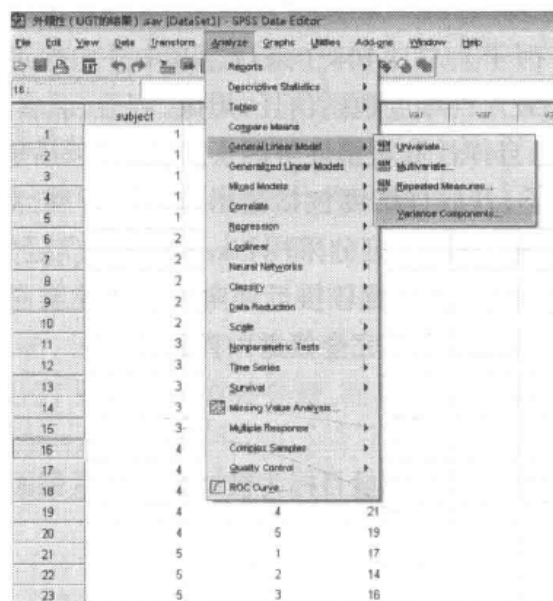 外顯性（UGT的結果）.sav [DataSet3] - SPSS Data Editor
File Edit View Data Transform Analyze Graphs Utilities Add-ons Window Help
18 :
subject var var
Reports
Descriptive Statistics
Tables
Compare Means
General Linear Model
Generalized Linear Models
Mixed Models
Correlate
Regression
Loglinear
Neural Networks
Classify
Data Reduction
Scale
Nonparametric Tests
Time Series
Survival
Missing Value Analysis...
Multiple Response
Complex Samples
Quality Control
ROC Curve...
Univariate...
Multivariate...
Repeated Measures...
Variance Components...
1 1
2 1
3 1
4 1
5 1
6 2
7 2
8 2
9 2
10 2
11 3
12 3
13 3
14 3
15 3
16 4
17 4
18 4
19 4 4 21
20 4 5 19
21 5 1 17
22 5 2 14
23 5 3 16